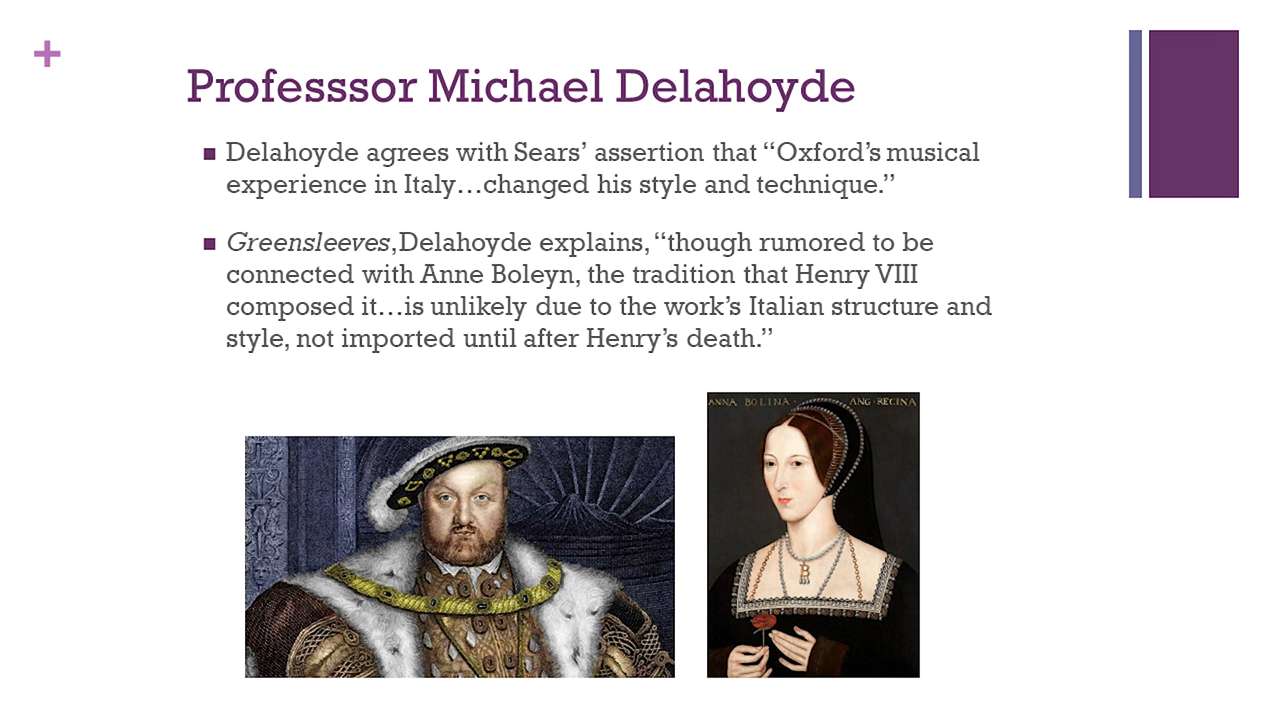 Professsor Michael Delahoyde
Delahoyde agrees with Sears’ assertion that “Oxford’s musical
experience in Italy…changed his style and technique.”
Greensleeves,Delahoyde explains, “though rumored to be
connected with Anne Boleyn, the tradition that Henry VIII
composed it…is unlikely due to the work’s Italian structure and
style, not imported until after Henry’s death.”
ANNA BOLINA · ANG·REGINA